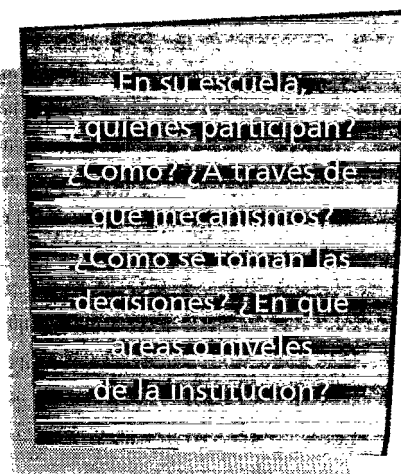 En su escuela,
¿quiénes participan?
¿Cómo? ¿A través de
qué mecanismos?
¿Cómo se toman las
decisiones? ¿En qué
áreas o niveles
de la institución?